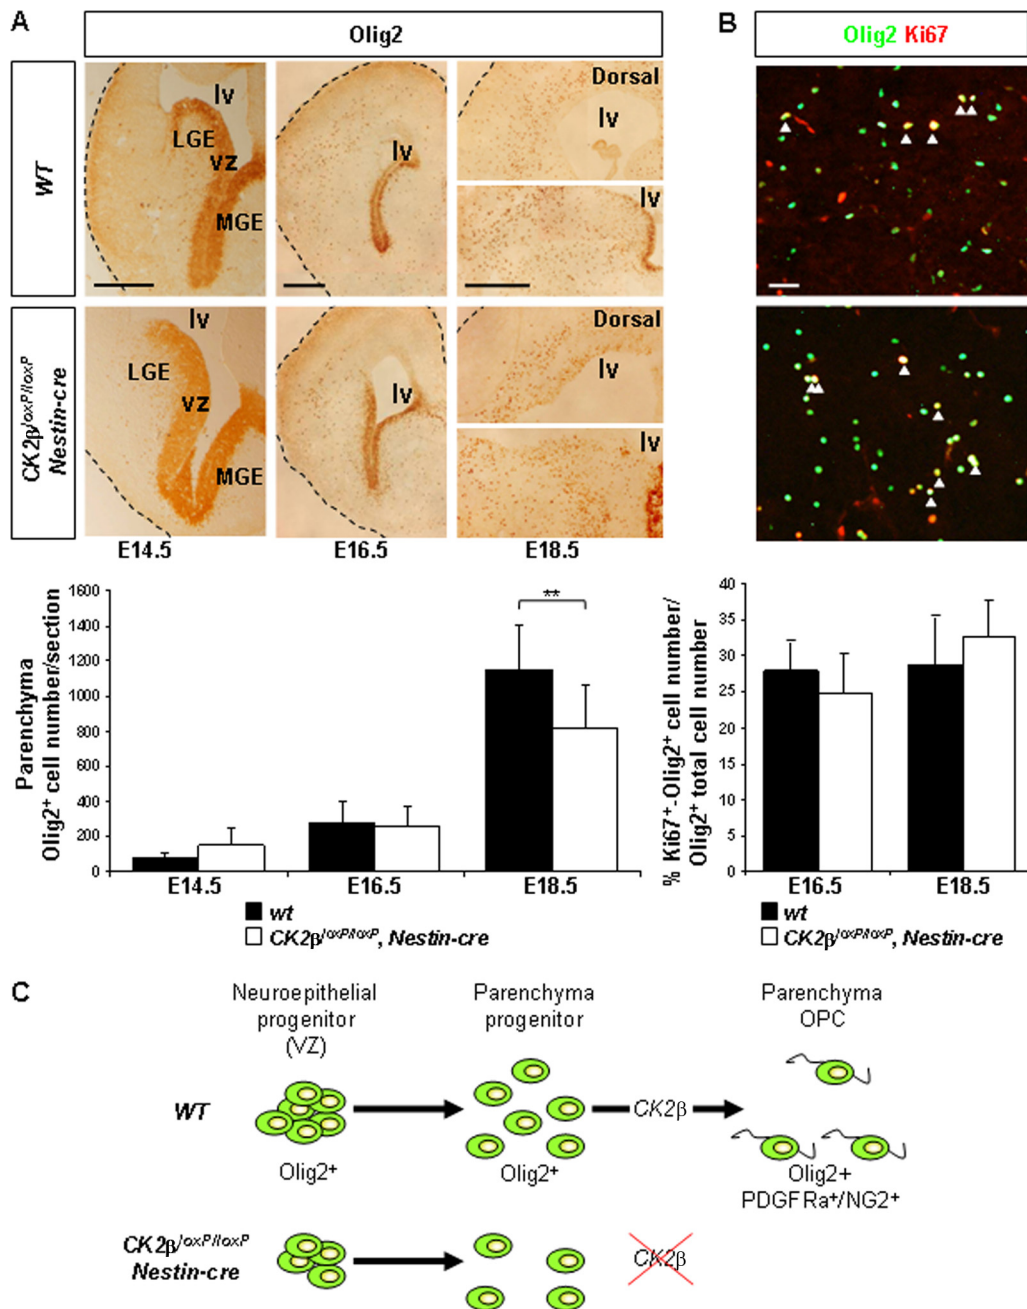 A
Olig2
B
Olig2 Ki67
WT
lv
LGE
VZ
MGE
lv
Dorsal
lv
lv
CK2β^loxP/loxP
Nestin-cre
lv
LGE
VZ
MGE
lv
Dorsal
lv
lv
E14.5
E16.5
E18.5
Parenchyma
Olig2+ cell number/section
1600
1400
1200
1000
800
600
400
200
0
**
E14.5
E16.5
E18.5
wt
CK2β^loxP/loxP, Nestin-cre
% Ki67+-Olig2+ cell number/
Olig2+ total cell number
40
35
30
25
20
15
10
5
0
E16.5
E18.5
wt
CK2β^loxP/loxP, Nestin-cre
C
Neuroepithelial
progenitor
(VZ)
Parenchyma
progenitor
Parenchyma
OPC
WT
CK2β
Olig2+
Olig2+
Olig2+
PDGFRa+/NG2+
CK2β^loxP/loxP
Nestin-cre
CK2β